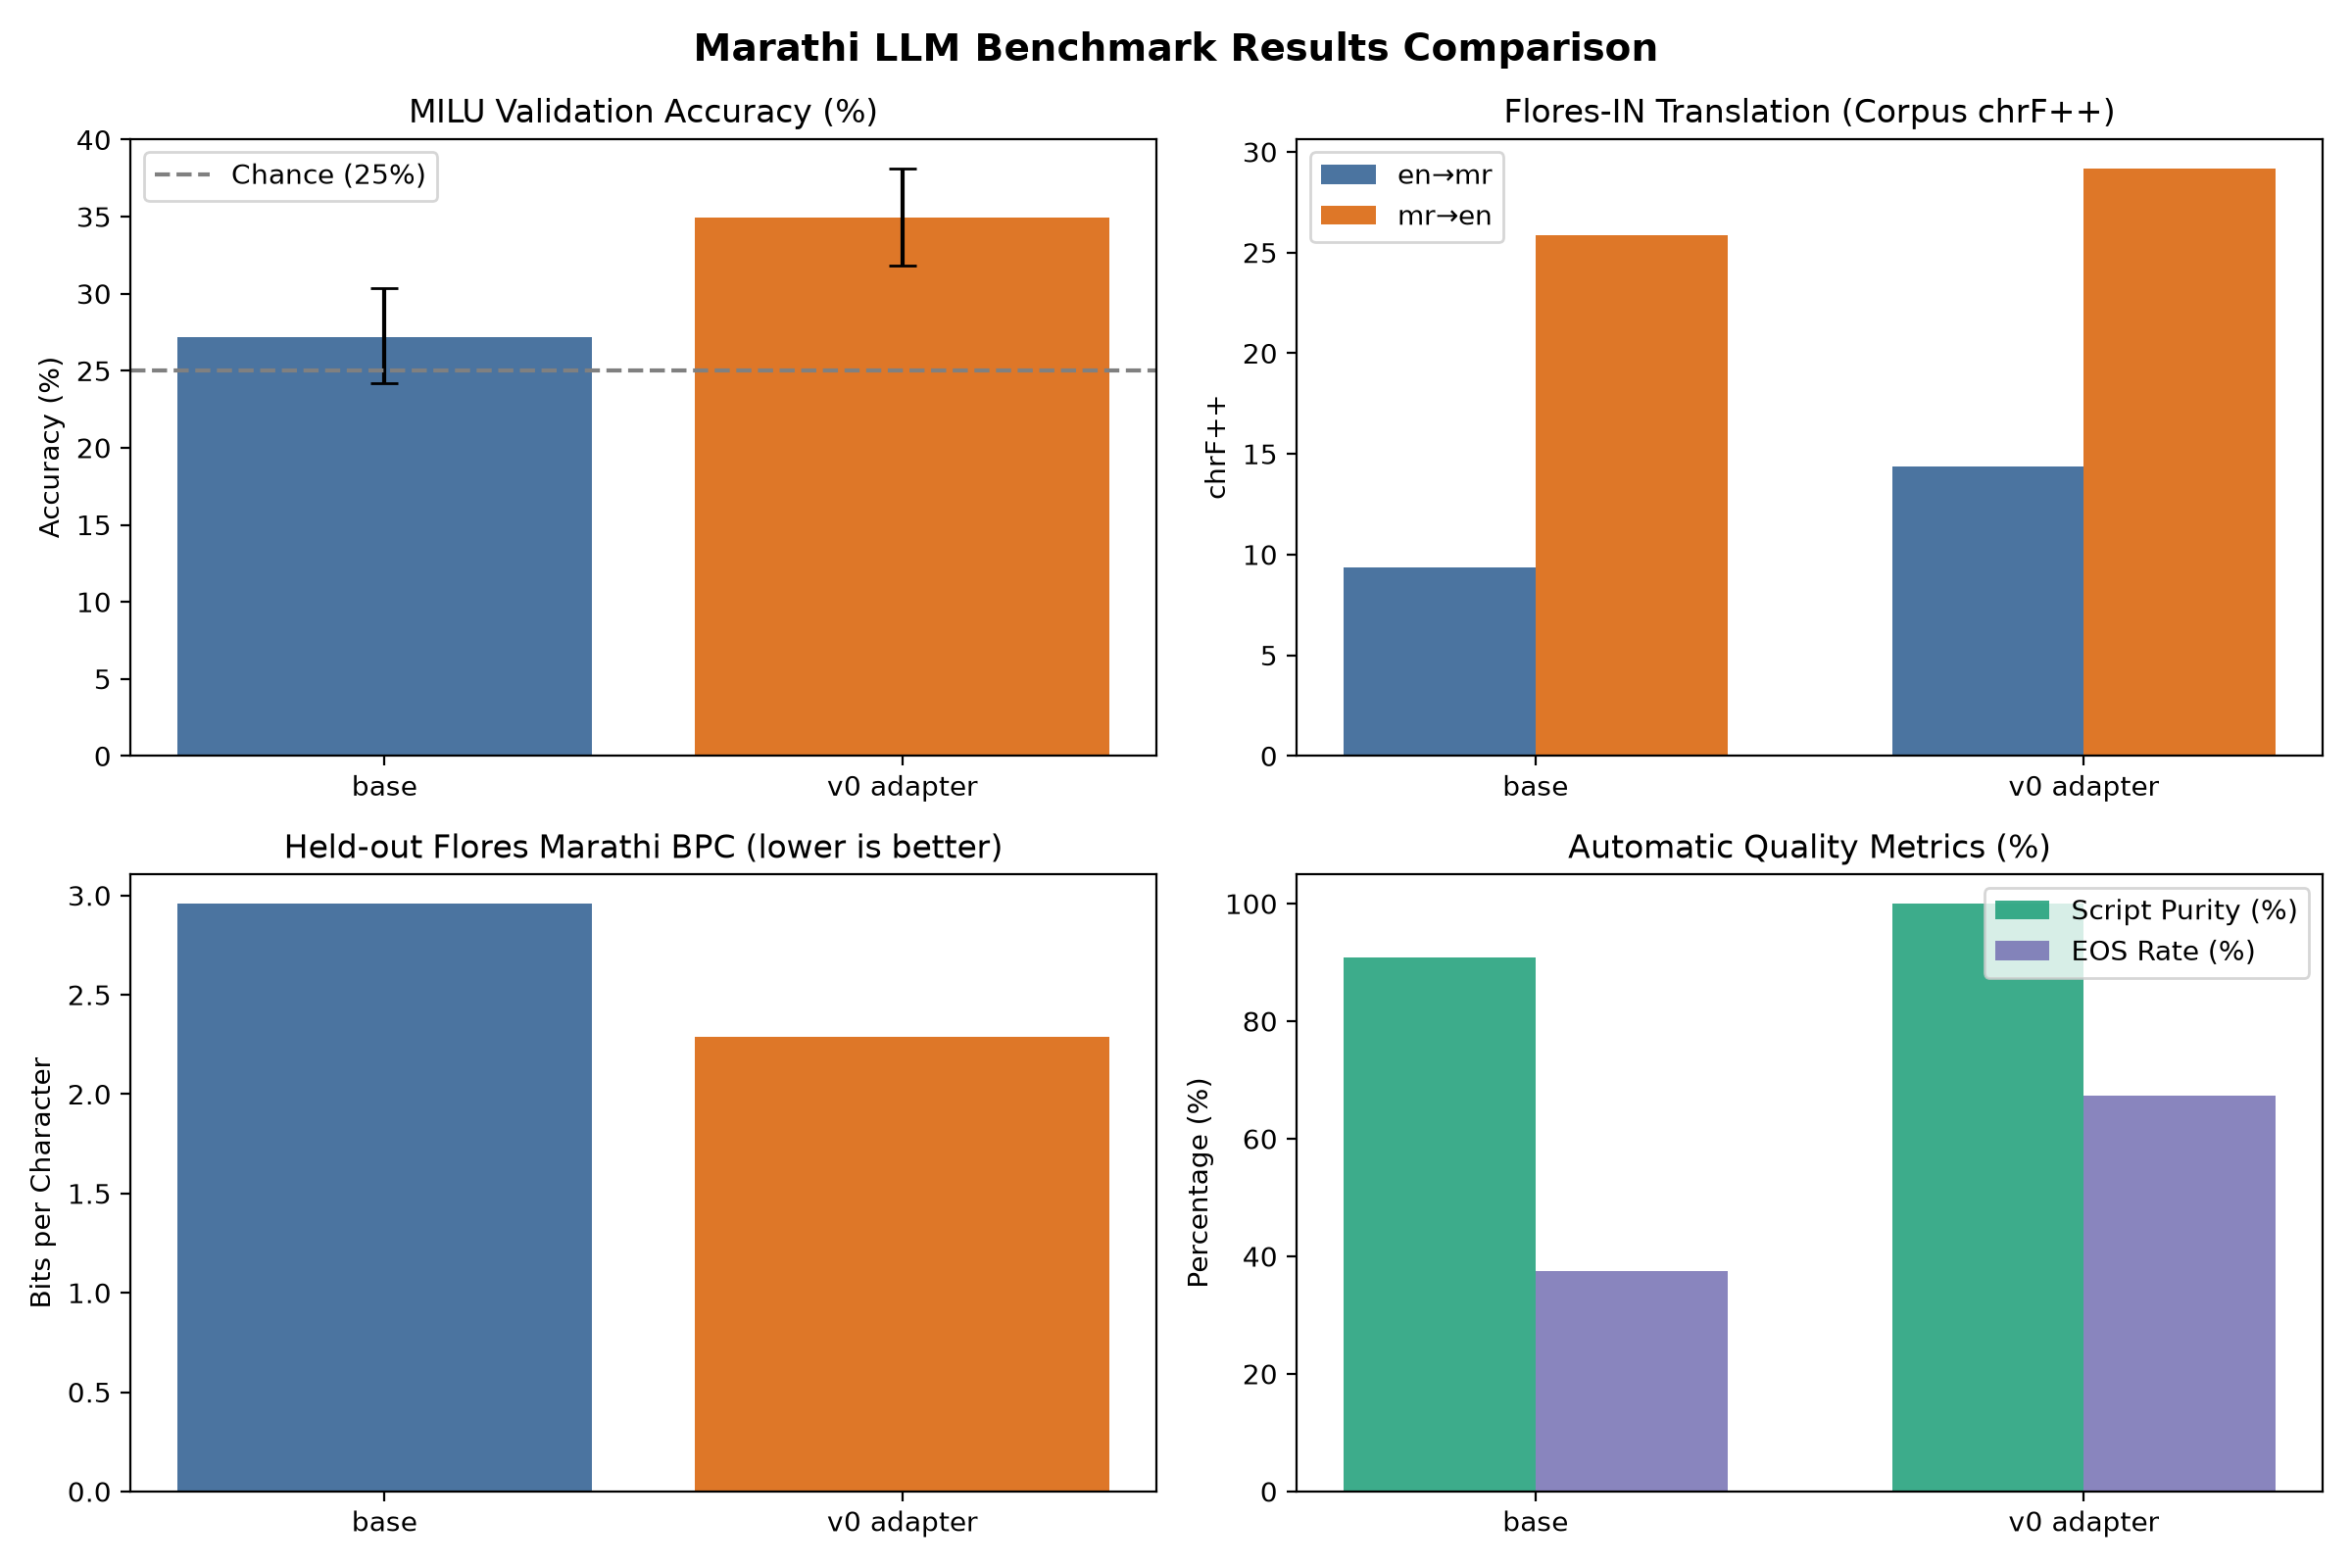 Marathi LLM Benchmark Results Comparison
MILU Validation Accuracy (%)
Chance (25%)
Accuracy (%)
40
35
30
25
20
15
10
5
0
base
v0 adapter
Flores-IN Translation (Corpus chrF++)
en→mr
mr→en
chrF++
30
25
20
15
10
5
0
base
v0 adapter
Held-out Flores Marathi BPC (lower is better)
Bits per Character
3.0
2.5
2.0
1.5
1.0
0.5
0.0
base
v0 adapter
Automatic Quality Metrics (%)
Script Purity (%)
EOS Rate (%)
Percentage (%)
100
80
60
40
20
0
base
v0 adapter